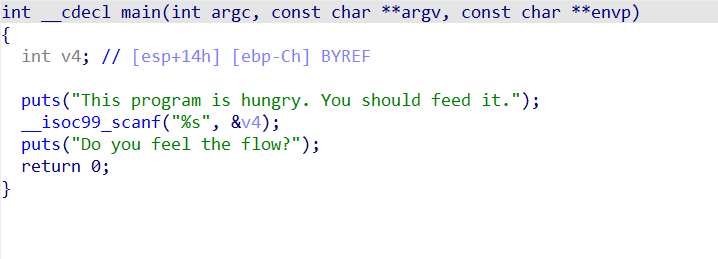 int __cdecl main(int argc, const char **argv, const char **envp)
{
  int v4; // [esp+14h] [ebp-Ch] BYREF

  puts("This program is hungry. You should feed it.");
  __isoc99_scanf("%s", &v4);
  puts("Do you feel the flow?");
  return 0;
}